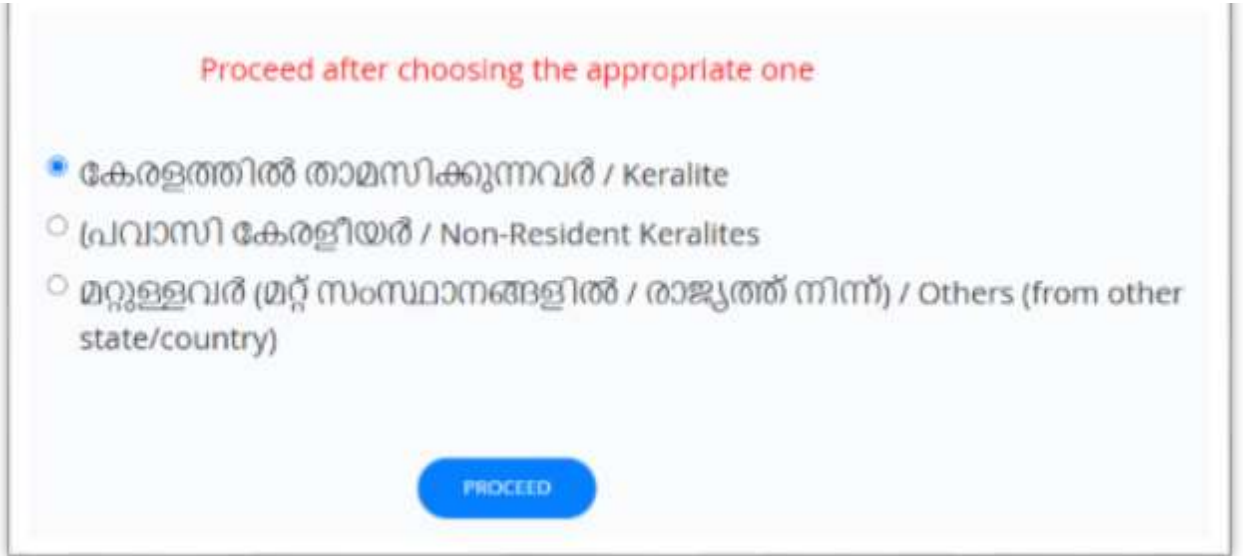 Proceed after choosing the appropriate one
കേരളത്തിൽ താമസിക്കുന്നവർ / Keralite
പ്രവാസി കേരളീയർ / Non-Resident Keralites
മറ്റുള്ളവർ (മറ്റ് സംസ്ഥാനങ്ങളിൽ / രാജ്യത്ത് നിന്ന്) / Others (from other
state/country)
PROCEED